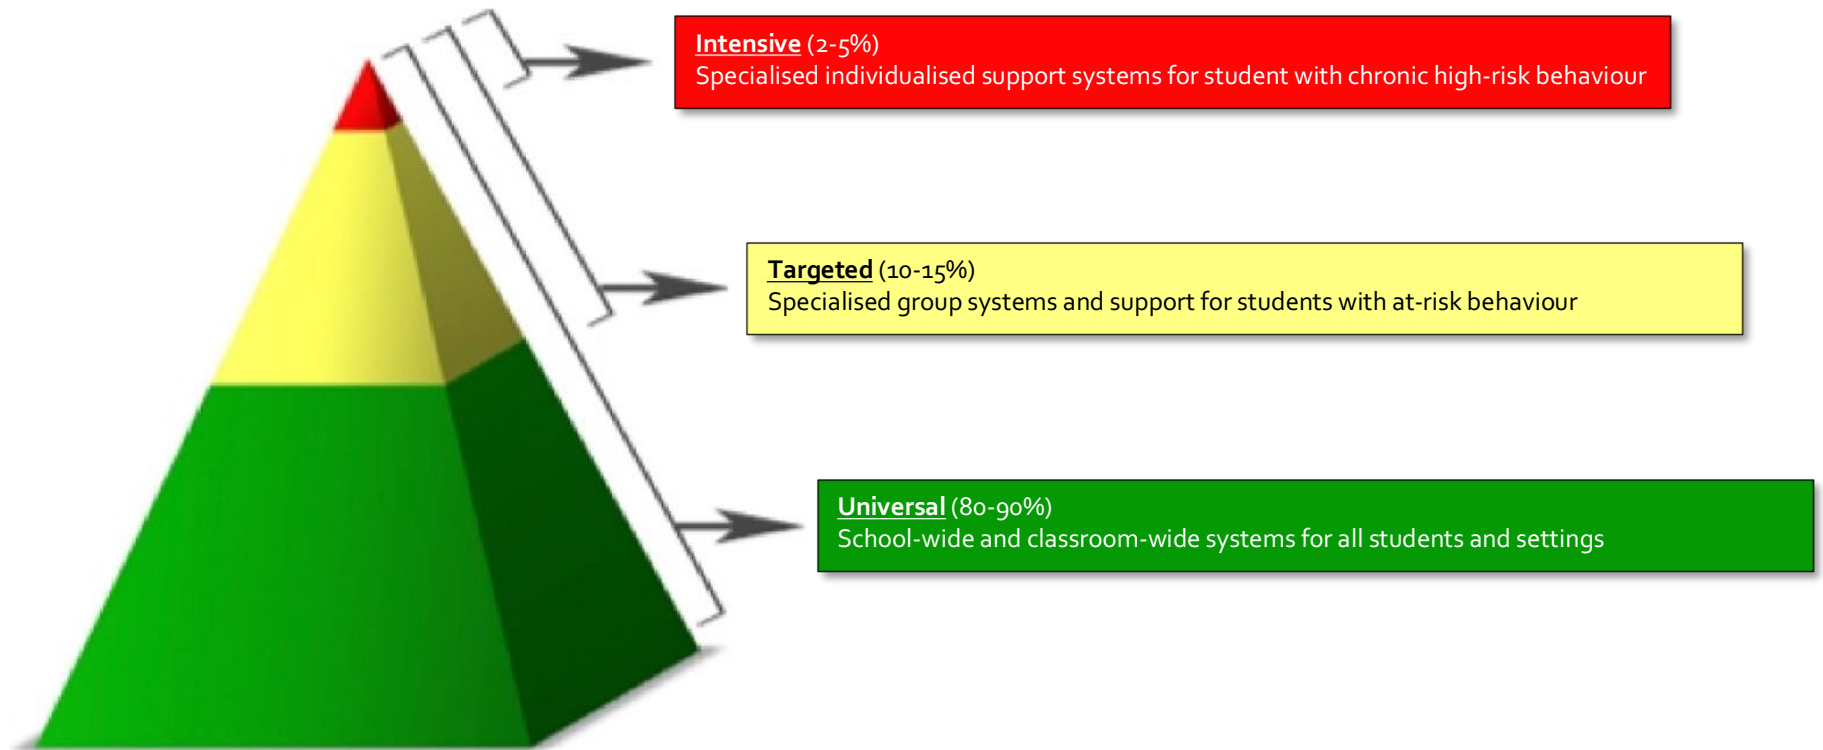 Intensive (2-5%)
Specialised individualised support systems for student with chronic high-risk behaviour
Targeted (10-15%)
Specialised group systems and support for students with at-risk behaviour
Universal (80-90%)
School-wide and classroom-wide systems for all students and settings